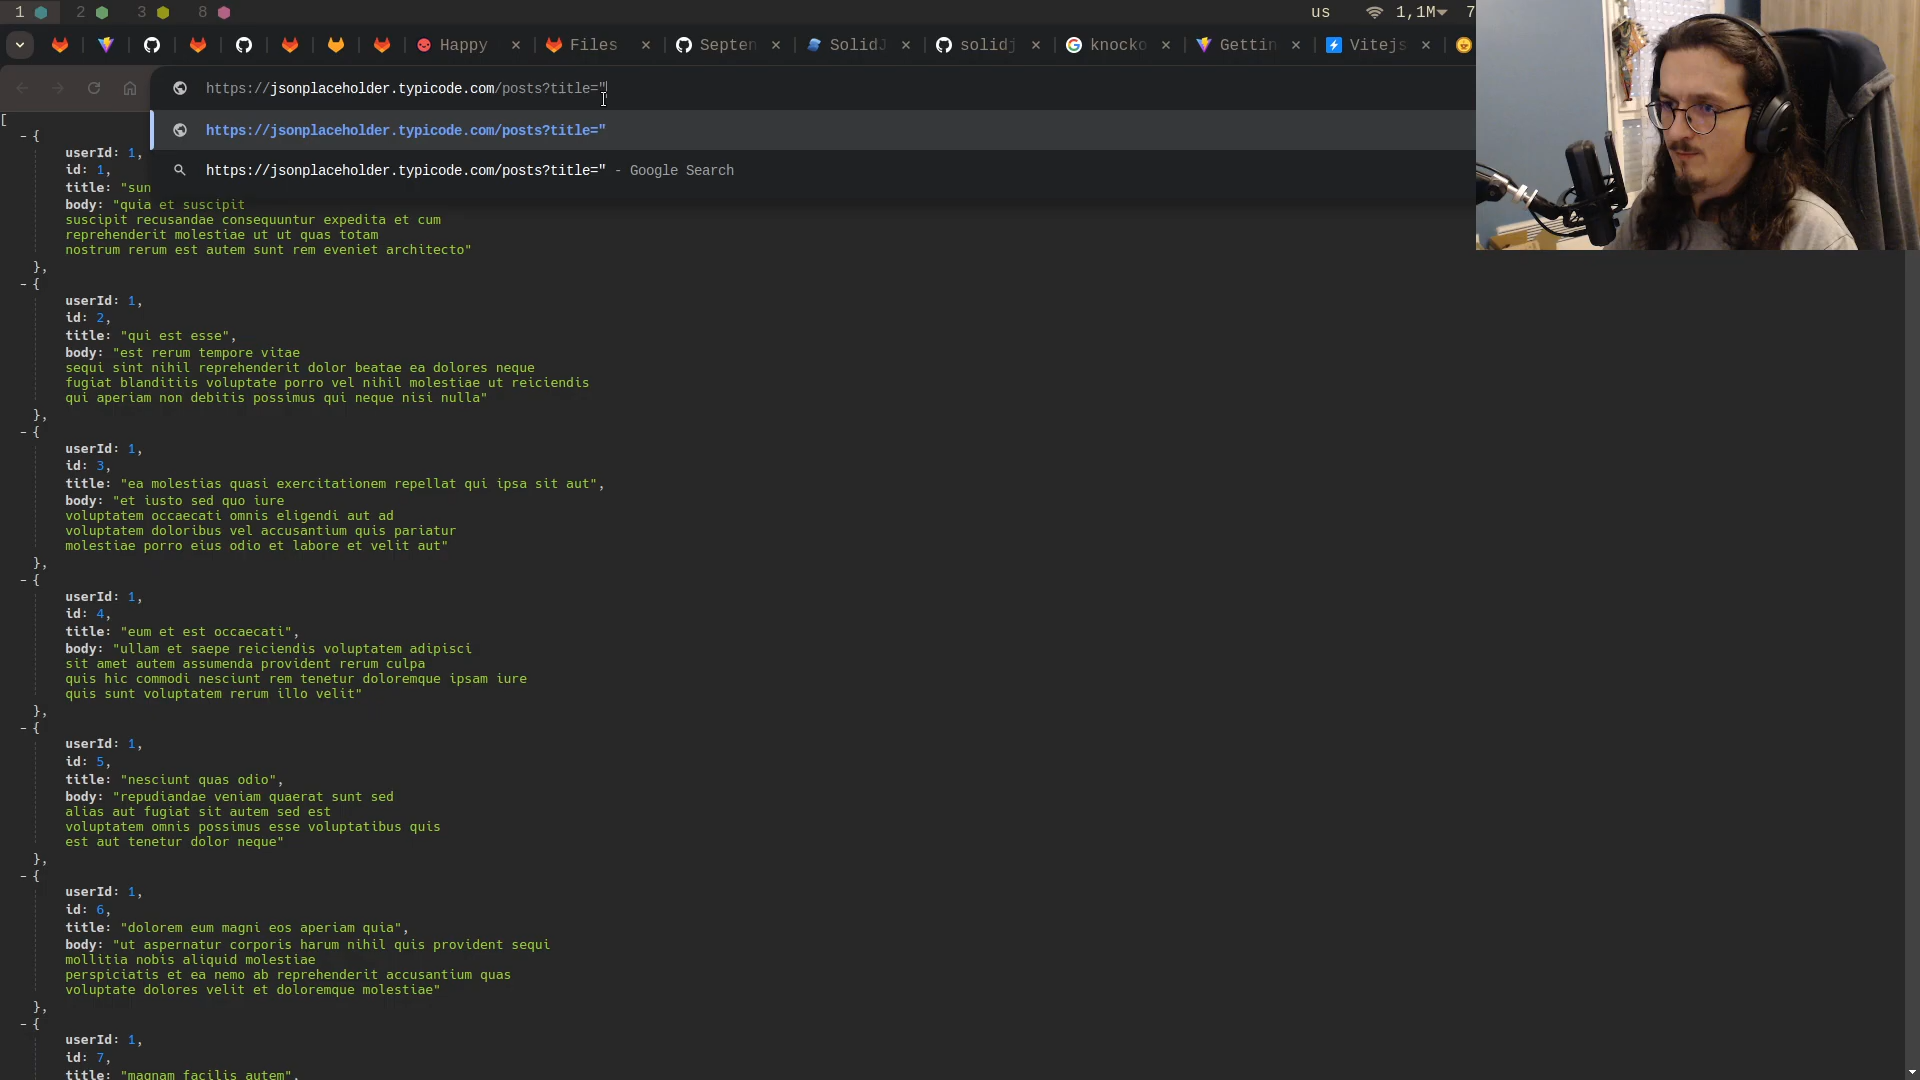 1 2 3 8 us 1,1M 7
Happy Files Septen SolidJ solidj knocko Gettin Vitejs
https://jsonplaceholder.typicode.com/posts?title="
https://jsonplaceholder.typicode.com/posts?title="
https://jsonplaceholder.typicode.com/posts?title=" - Google Search
[
- {
userId: 1,
id: 1,
title: "sun
body: "quia et suscipit
suscipit recusandae consequuntur expedita et cum
reprehenderit molestiae ut ut quas totam
nostrum rerum est autem sunt rem eveniet architecto"
},
- {
userId: 1,
id: 2,
title: "qui est esse",
body: "est rerum tempore vitae
sequi sint nihil reprehenderit dolor beatae ea dolores neque
fugiat blanditiis voluptate porro vel nihil molestiae ut reiciendis
qui aperiam non debitis possimus qui neque nisi nulla"
},
- {
userId: 1,
id: 3,
title: "ea molestias quasi exercitationem repellat qui ipsa sit aut",
body: "et iusto sed quo iure
voluptatem occaecati omnis eligendi aut ad
voluptatem doloribus vel accusantium quis pariatur
molestiae porro eius odio et labore et velit aut"
},
- {
userId: 1,
id: 4,
title: "eum et est occaecati",
body: "ullam et saepe reiciendis voluptatem adipisci
sit amet autem assumenda provident rerum culpa
quis hic commodi nesciunt rem tenetur doloremque ipsam iure
quis sunt voluptatem rerum illo velit"
},
- {
userId: 1,
id: 5,
title: "nesciunt quas odio",
body: "repudiandae veniam quaerat sunt sed
alias aut fugiat sit autem sed est
voluptatem omnis possimus esse voluptatibus quis
est aut tenetur dolor neque"
},
- {
userId: 1,
id: 6,
title: "dolorem eum magni eos aperiam quia",
body: "ut aspernatur corporis harum nihil quis provident sequi
mollitia nobis aliquid molestiae
perspiciatis et ea nemo ab reprehenderit accusantium quas
voluptate dolores velit et doloremque molestiae"
},
- {
userId: 1,
id: 7,
title: "magnam facilis autem",